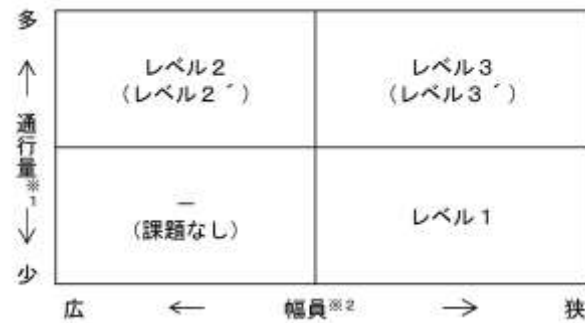 多
↑
通行量※1
↓
少
レベル2
(レベル2´)
レベル3
(レベル3´)
－
(課題なし)
レベル1
広 ← 幅員※2 → 狭